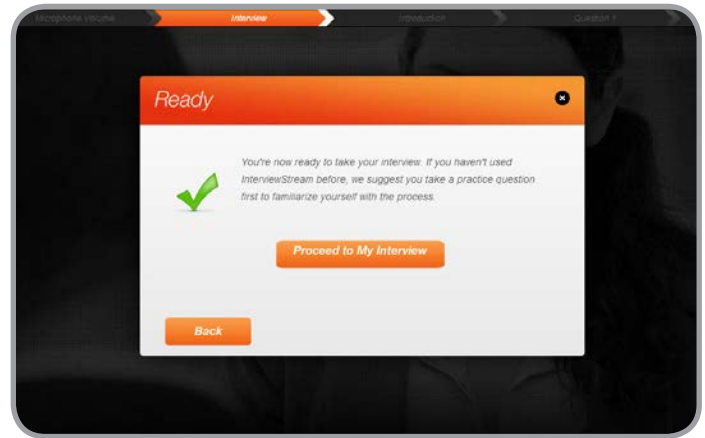 Microphone Volume
Interview
Introduction
Question 1
Ready
You're now ready to take your interview. If you haven't used
InterviewStream before, we suggest you take a practice question
first to familiarize yourself with the process.
Proceed to My Interview
Back